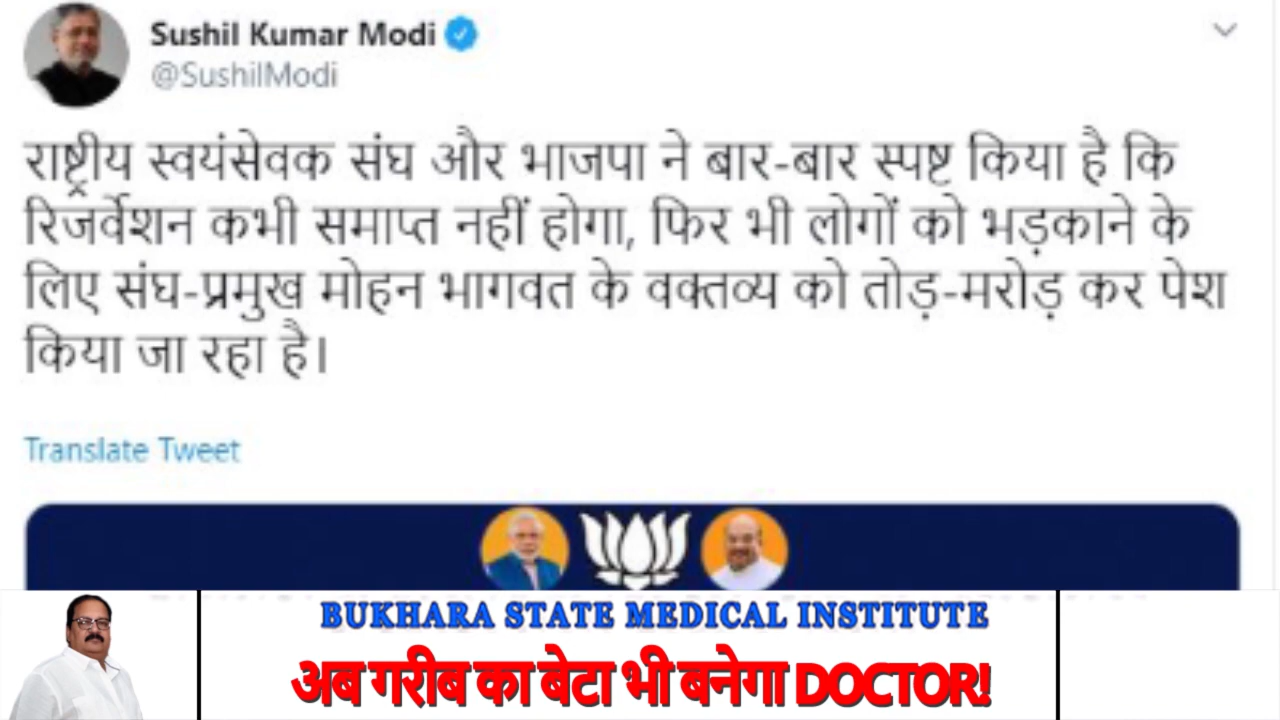 Sushil Kumar Modi
@SushilModi
राष्ट्रीय स्वयंसेवक संघ और भाजपा ने बार-बार स्पष्ट किया है कि
रिजर्वेशन कभी समाप्त नहीं होगा, फिर भी लोगों को भड़काने के
लिए संघ-प्रमुख मोहन भागवत के वक्तव्य को तोड़-मरोड़ कर पेश
किया जा रहा है।
Translate Tweet
BUKHARA STATE MEDICAL INSTITUTE
अब गरीब का बेटा भी बनेगा DOCTOR!